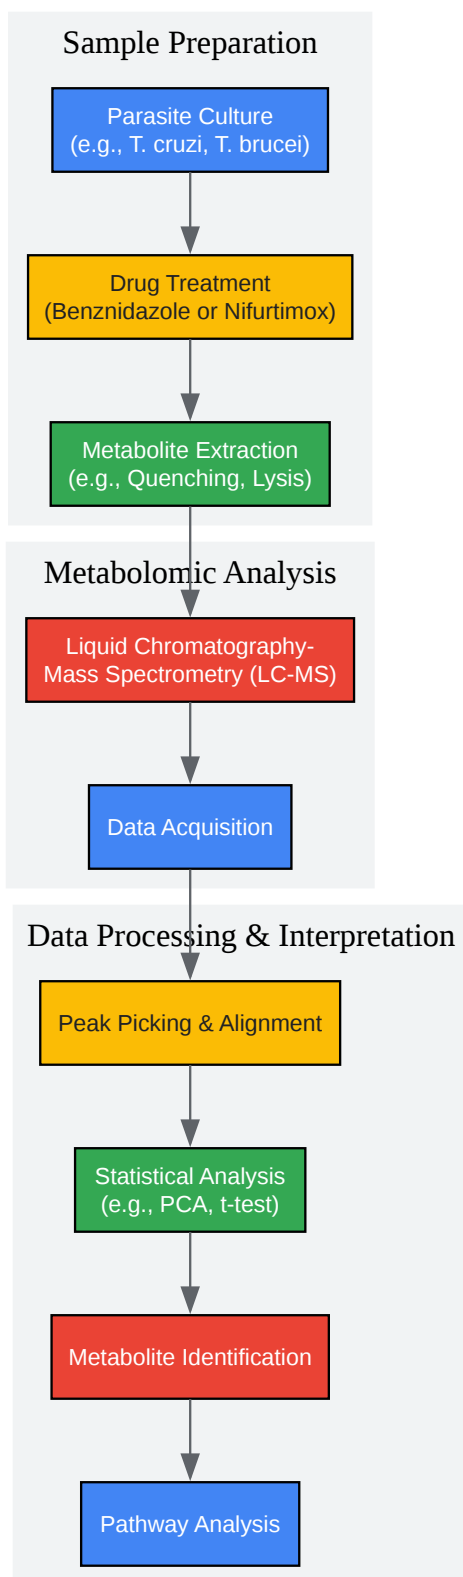 Sample Preparation
Parasite Culture
(e.g., T. cruzi, T. brucei)
Drug Treatment
(Benznidazole or Nifurtimox)
Metabolite Extraction
(e.g., Quenching, Lysis)
Metabolomic Analysis
Liquid Chromatography-
Mass Spectrometry (LC-MS)
Data Acquisition
Data Processing & Interpretation
Peak Picking & Alignment
Statistical Analysis
(e.g., PCA, t-test)
Metabolite Identification
Pathway Analysis